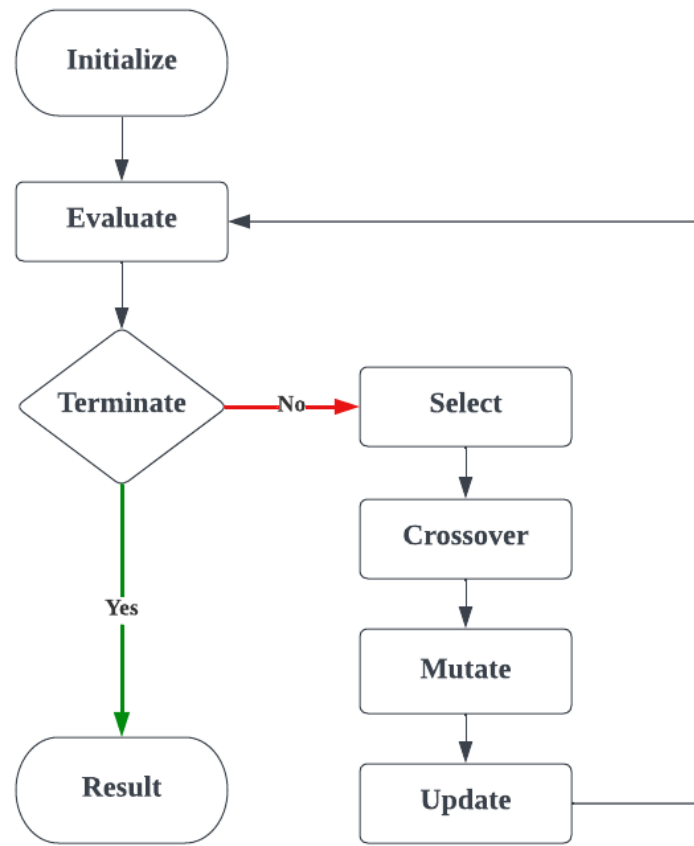 Initialize
Evaluate
Terminate
No
Select
Crossover
Yes
Mutate
Result
Update